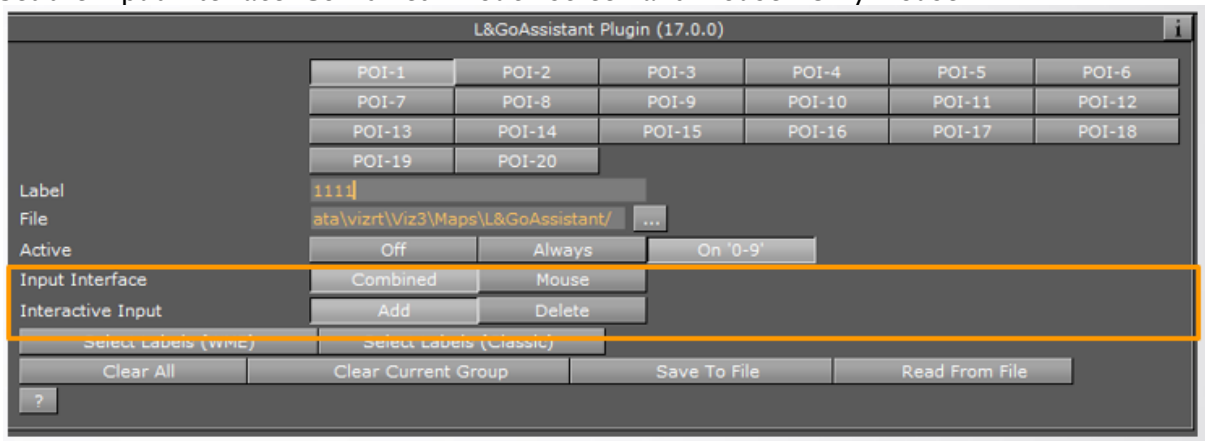 L&GoAssistant Plugin (17.0.0) i
POI-1 POI-2 POI-3 POI-4 POI-5 POI-6
POI-7 POI-8 POI-9 POI-10 POI-11 POI-12
POI-13 POI-14 POI-15 POI-16 POI-17 POI-18
POI-19 POI-20
Label 1111
File ata\vizrt\Viz3\Maps\L&GoAssistant/ ...
Active Off Always On '0-9'
Input Interface Combined Mouse
Interactive Input Add Delete
Select Labels (WME) Select Labels (Classic)
Clear All Clear Current Group Save To File Read From File
?